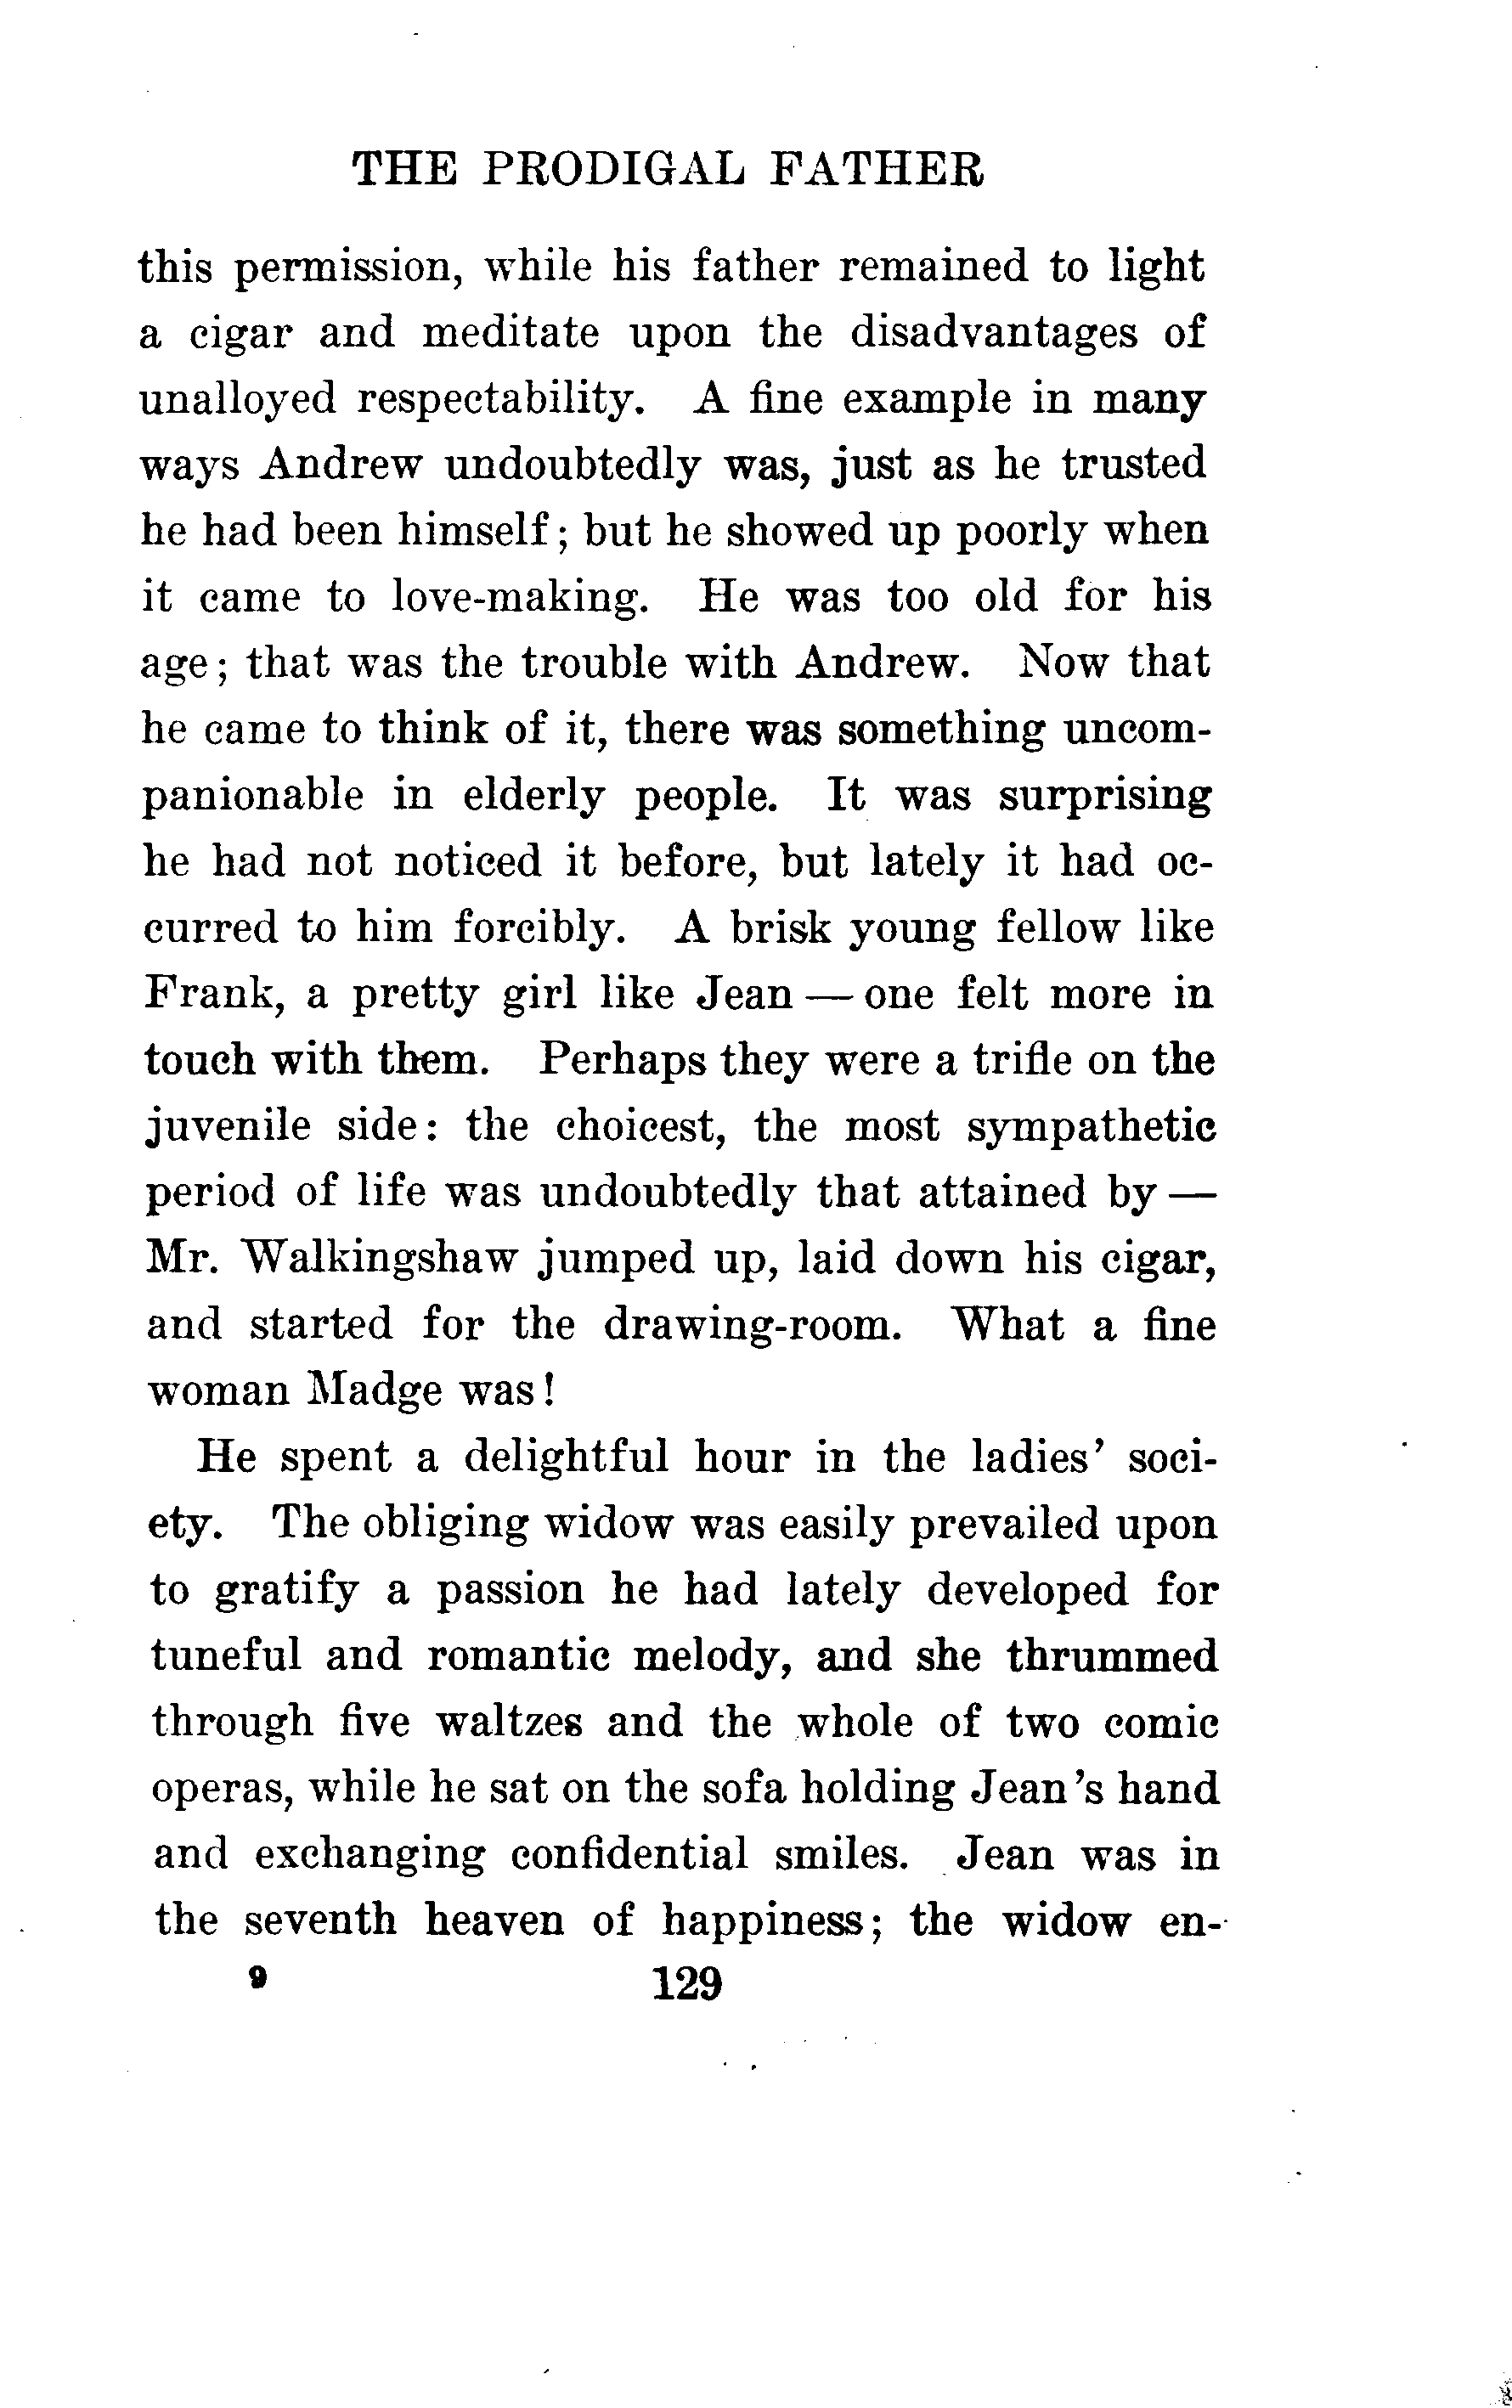 THE PRODIGAL FATHER
this permission, while his father remained to light
a cigar and meditate upon the disadvantages of
unalloyed respectability. A fine example in many
ways Andrew undoubtedly was, just as he trusted
he had been himself; but he showed up poorly when
it came to love-making. He was too old for his
age; that was the trouble with Andrew. Now that
he came to think of it, there was something uncom-
panionable in elderly people. It was surprising
he had not noticed it before, but lately it had oc-
curred to him forcibly. A brisk young fellow like
Frank, a pretty girl like Jean — one felt more in
touch with them. Perhaps they were a trifle on the
juvenile side: the choicest, the most sympathetic
period of life was undoubtedly that attained by —
Mr. Walkingshaw jumped up, laid down his cigar,
and started for the drawing-room. What a fine
woman Madge was!
He spent a delightful hour in the ladies' soci-
ety. The obliging widow was easily prevailed upon
to gratify a passion he had lately developed for
tuneful and romantic melody, and she thrummed
through five waltzes and the whole of two comic
operas, while he sat on the sofa holding Jean's hand
and exchanging confidential smiles. Jean was in
the seventh heaven of happiness; the widow en-
9 129